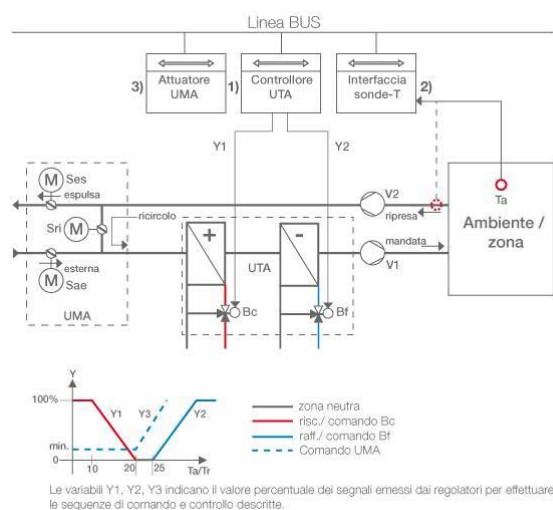 Linea BUS
3)
Attuatore
UMA
1)
Controllore
UTA
Interfaccia
sonde-T
2)
Y1
Y2
M
Ses
espulsa
V2
ripresa
Ta
Ambiente /
zona
Sri
M
ricircolo
+
-
mandata
V1
esterna
UTA
M
Sae
Bc
Bf
UMA
Y
100%
Y1
Y3
Y2
min.
0
10
20
25
Ta/Tr
zona neutra
risc./ comando Bc
raff./ comando Bf
Comando UMA
Le variabili Y1, Y2, Y3 indicano il valore percentuale dei segnali emessi dai regolatori per effettuare
le sequenze di comando e controllo descritte.